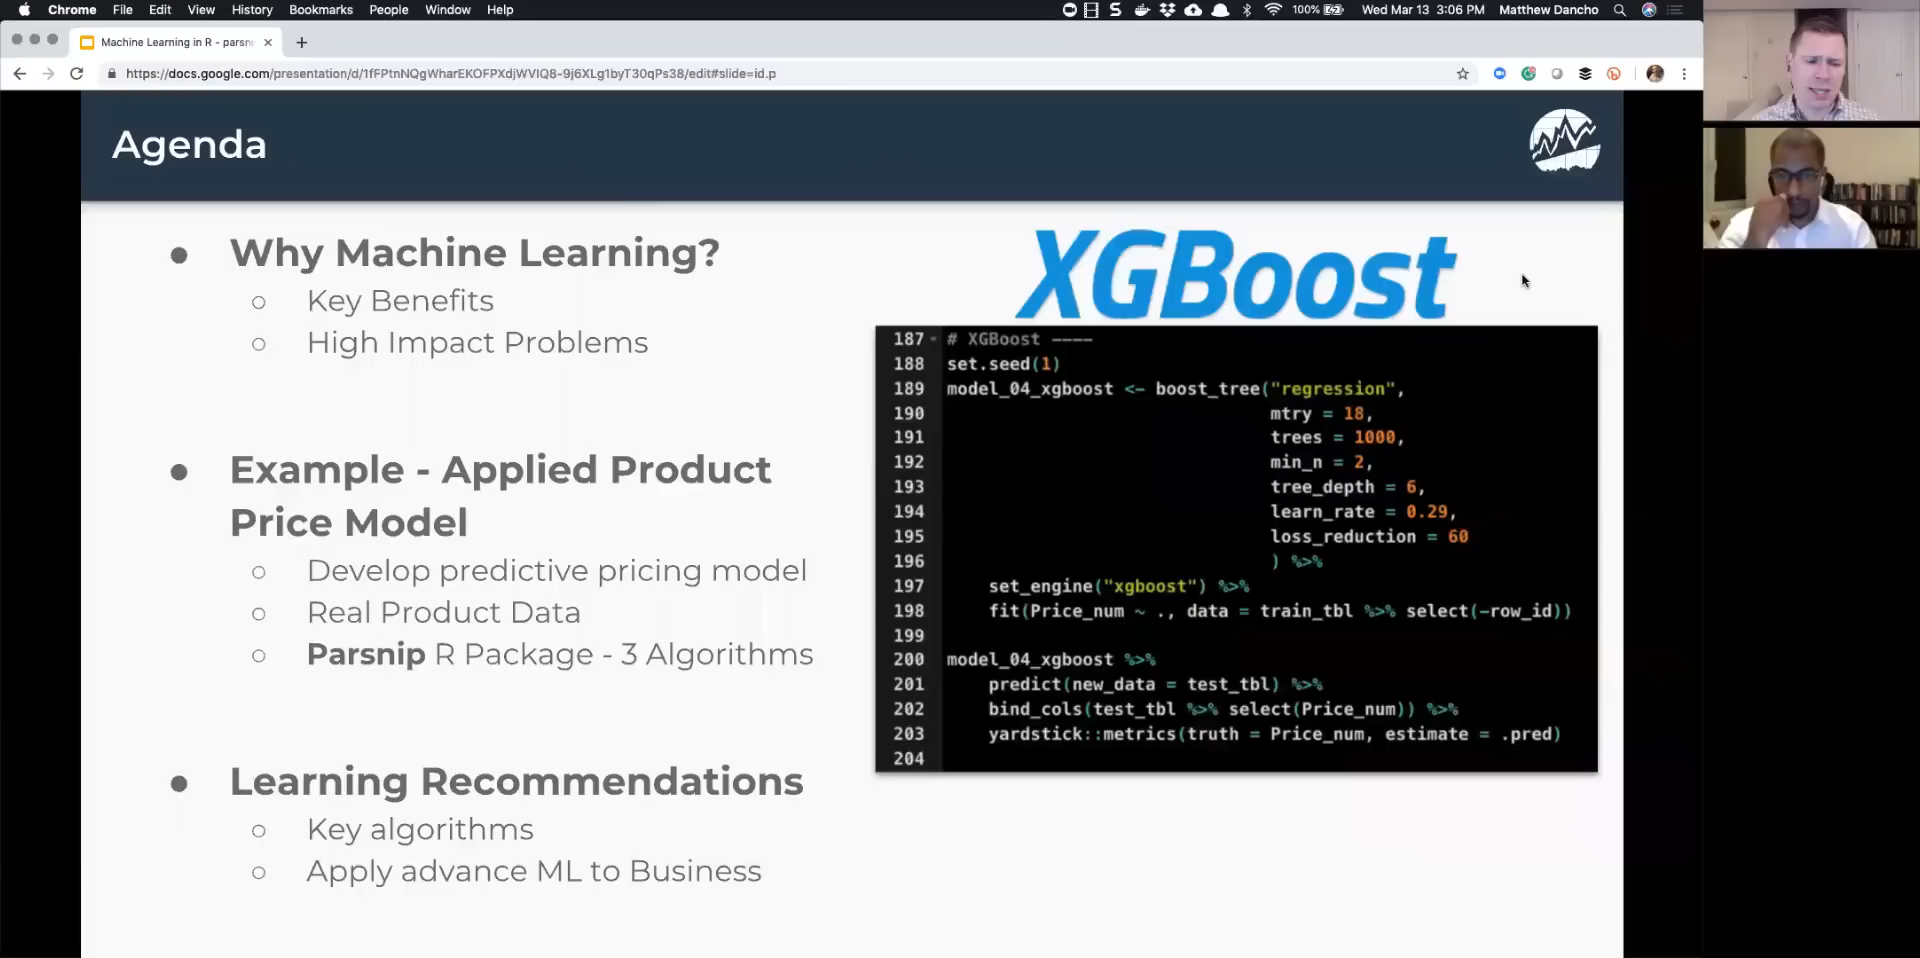 Chrome File Edit View History Bookmarks People Window Help 100% Wed Mar 13 3:06 PM Matthew Dancho
Machine Learning in R - parsn
https://docs.google.com/presentation/d/1fFPtnNQgWharEKOFPXdjWVIQ8-9j6XLg1byT30qPs38/edit#slide=id.p
Agenda
Why Machine Learning?
Key Benefits
High Impact Problems
Example - Applied Product
Price Model
Develop predictive pricing model
Real Product Data
Parsnip R Package - 3 Algorithms
Learning Recommendations
Key algorithms
Apply advance ML to Business
XGBoost
187 # XGBoost ----
188 set.seed(1)
189 model_04_xgboost <- boost_tree("regression",
190 mtry = 18,
191 trees = 1000,
192 min_n = 2,
193 tree_depth = 6,
194 learn_rate = 0.29,
195 loss_reduction = 60
196 ) %>%
197 set_engine("xgboost") %>%
198 fit(Price_num ~ ., data = train_tbl %>% select(-row_id))
199
200 model_04_xgboost %>%
201 predict(new_data = test_tbl) %>%
202 bind_cols(test_tbl %>% select(Price_num)) %>%
203 yardstick::metrics(truth = Price_num, estimate = .pred)
204